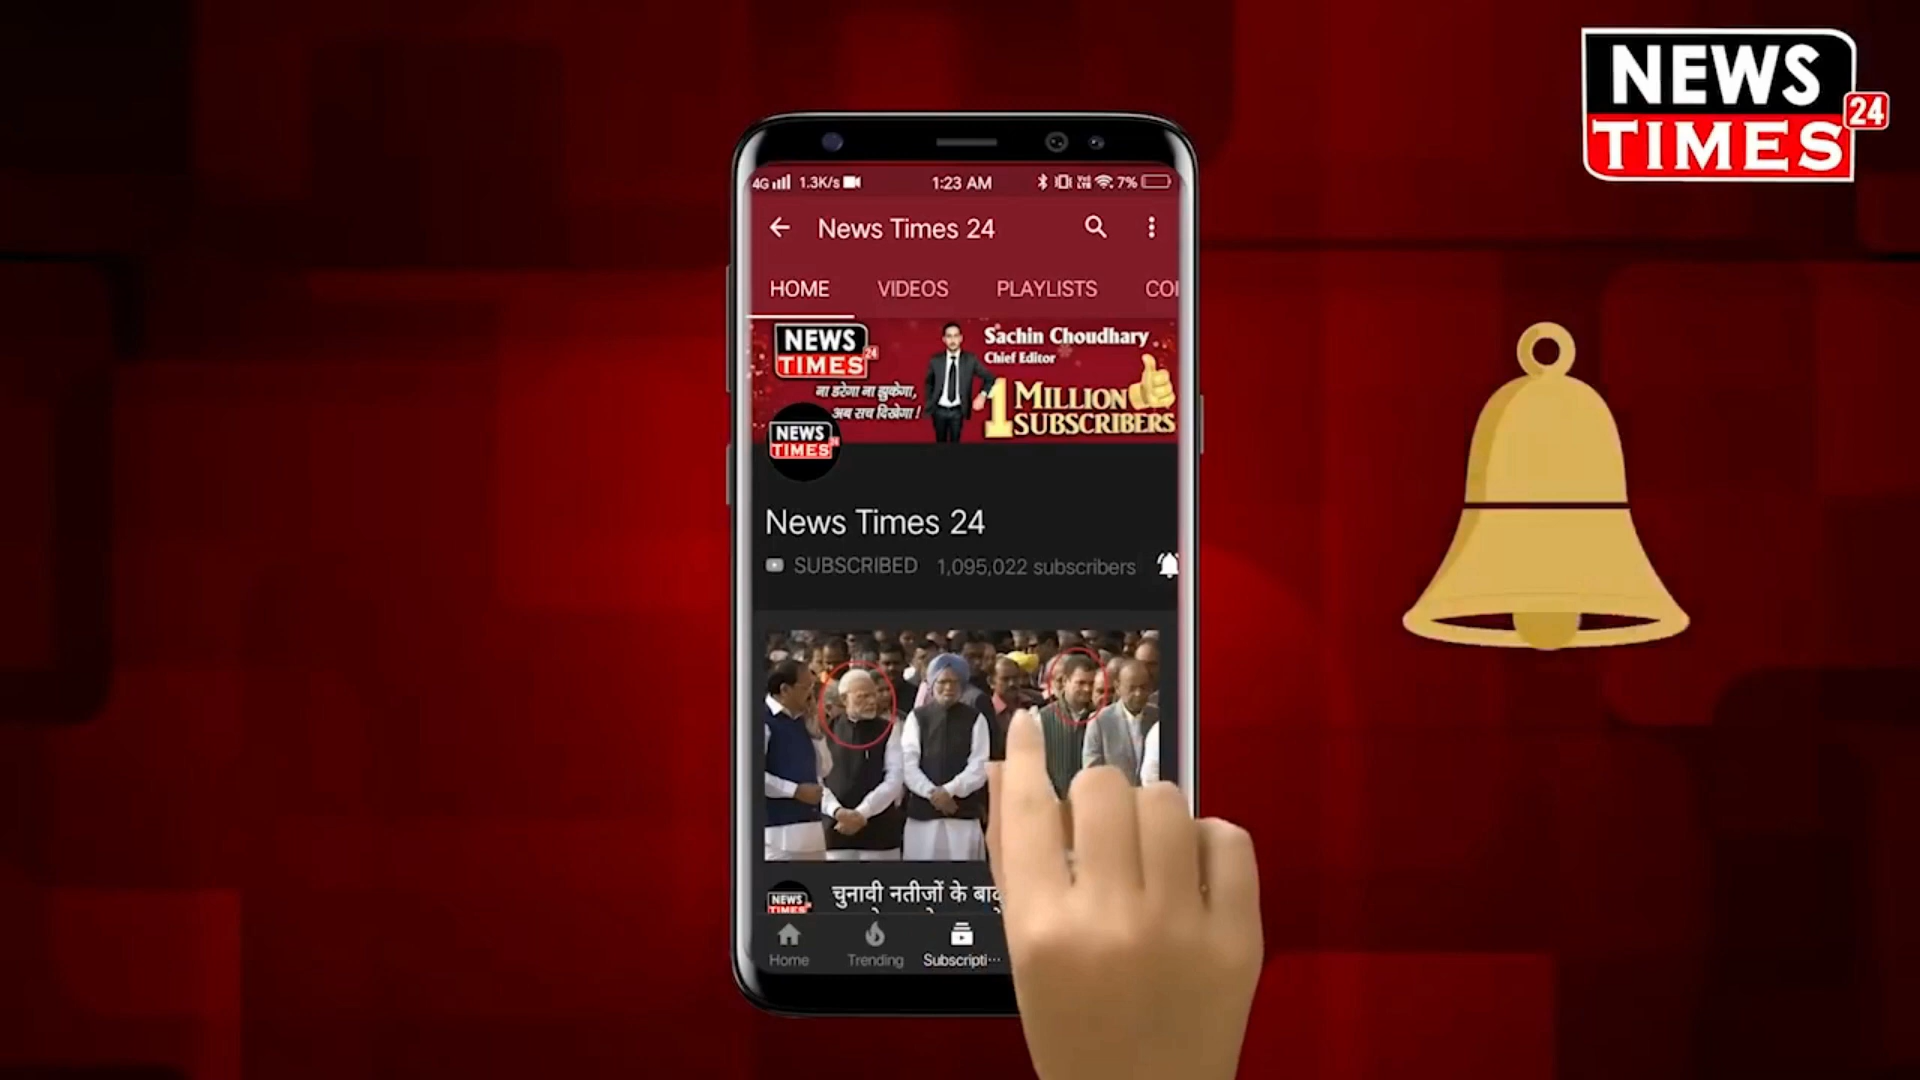 NEWS
TIMES 24
4G 1.3K/s 1:23 AM 7%
News Times 24
HOME VIDEOS PLAYLISTS
NEWS
TIMES 24
ना डरेगा ना झुकेगा,
अब सच दिखेगा !
Sachin Choudhary
Chief Editor
1 MILLION
SUBSCRIBERS
NEWS
TIMES
News Times 24
SUBSCRIBED 1,095,022 subscribers
NEWS
TIMES
चुनावी नतीजों के
Home Trending Subscripti...